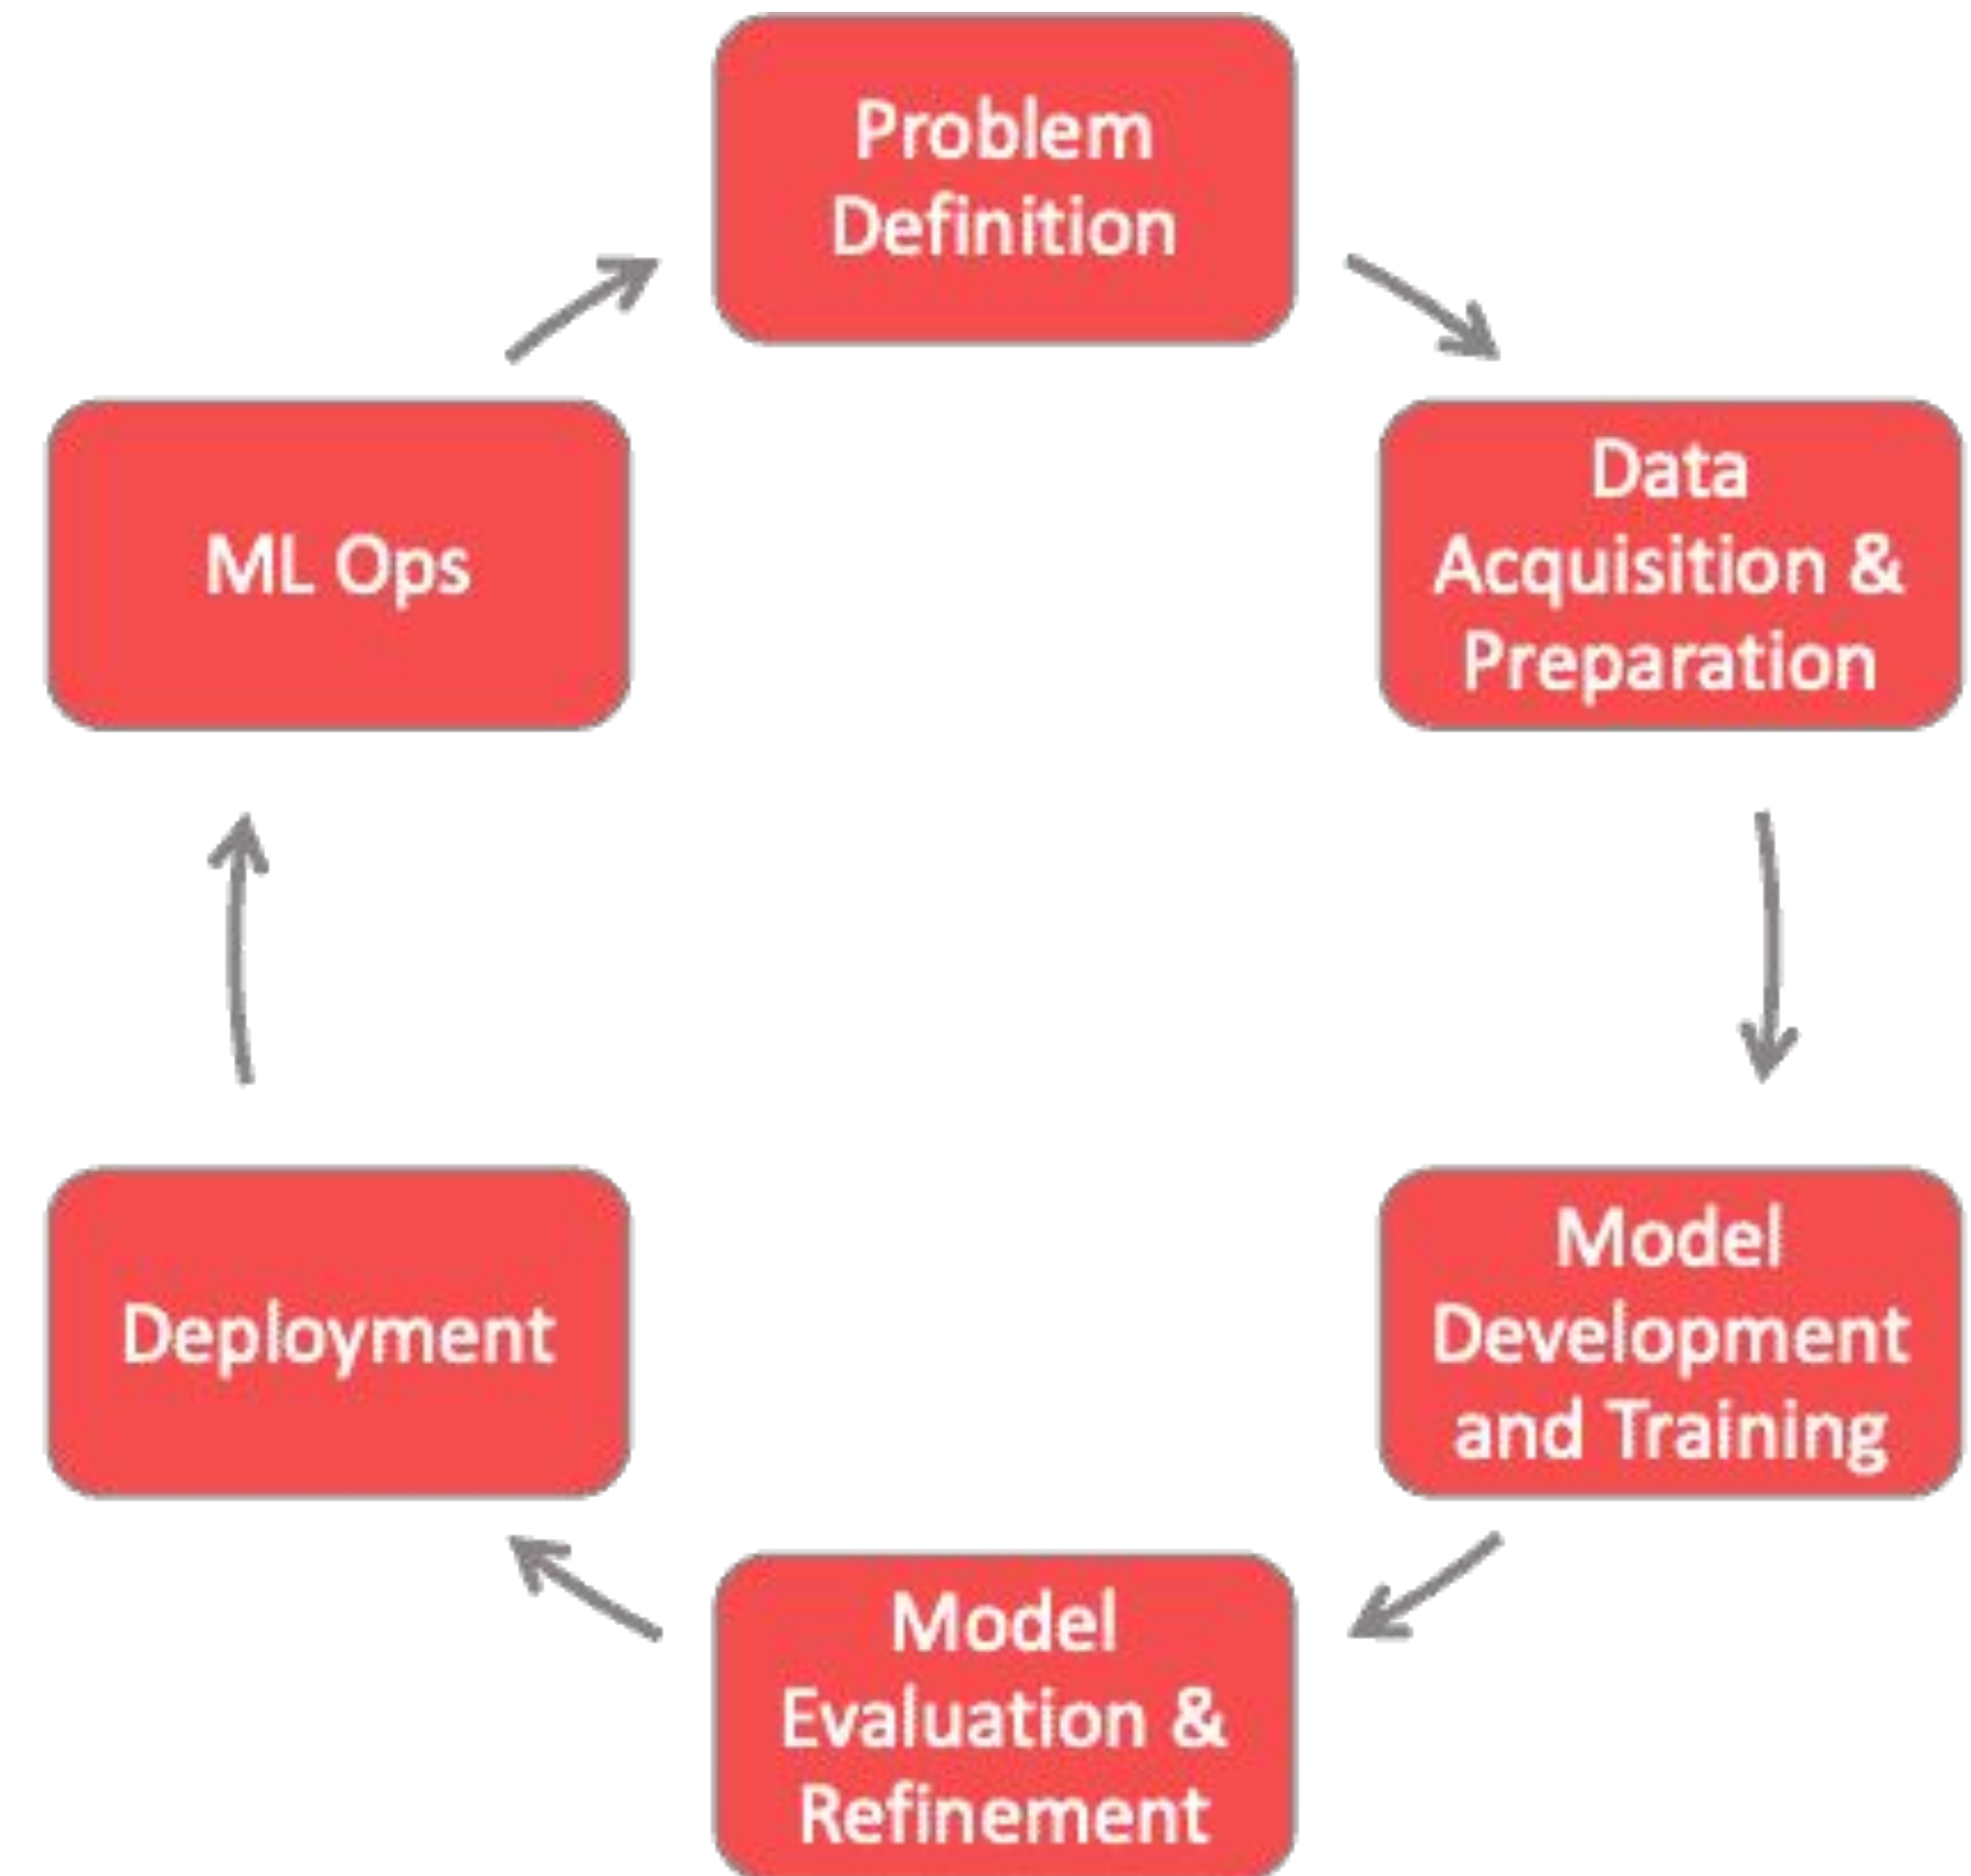 Problem
Definition
Data
Acquisition &
Preparation
Model
Development
and Training
Model
Evaluation &
Refinement
Deployment
ML Ops